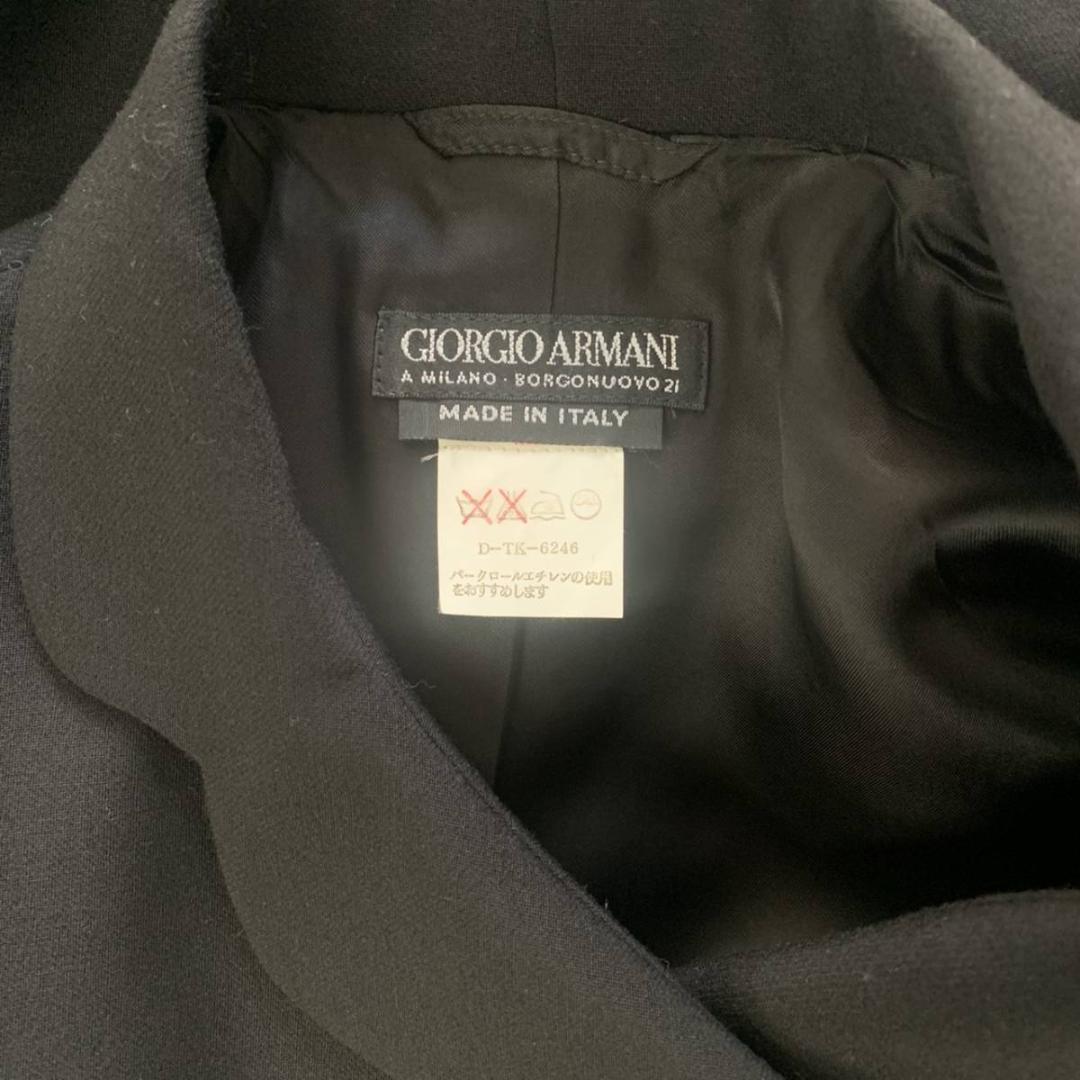 GIORGIO ARMANI
A MILANO · BORGONUOVO 21
MADE IN ITALY
D-TK-6246
パークロールエチレンの使用
をおすすめします